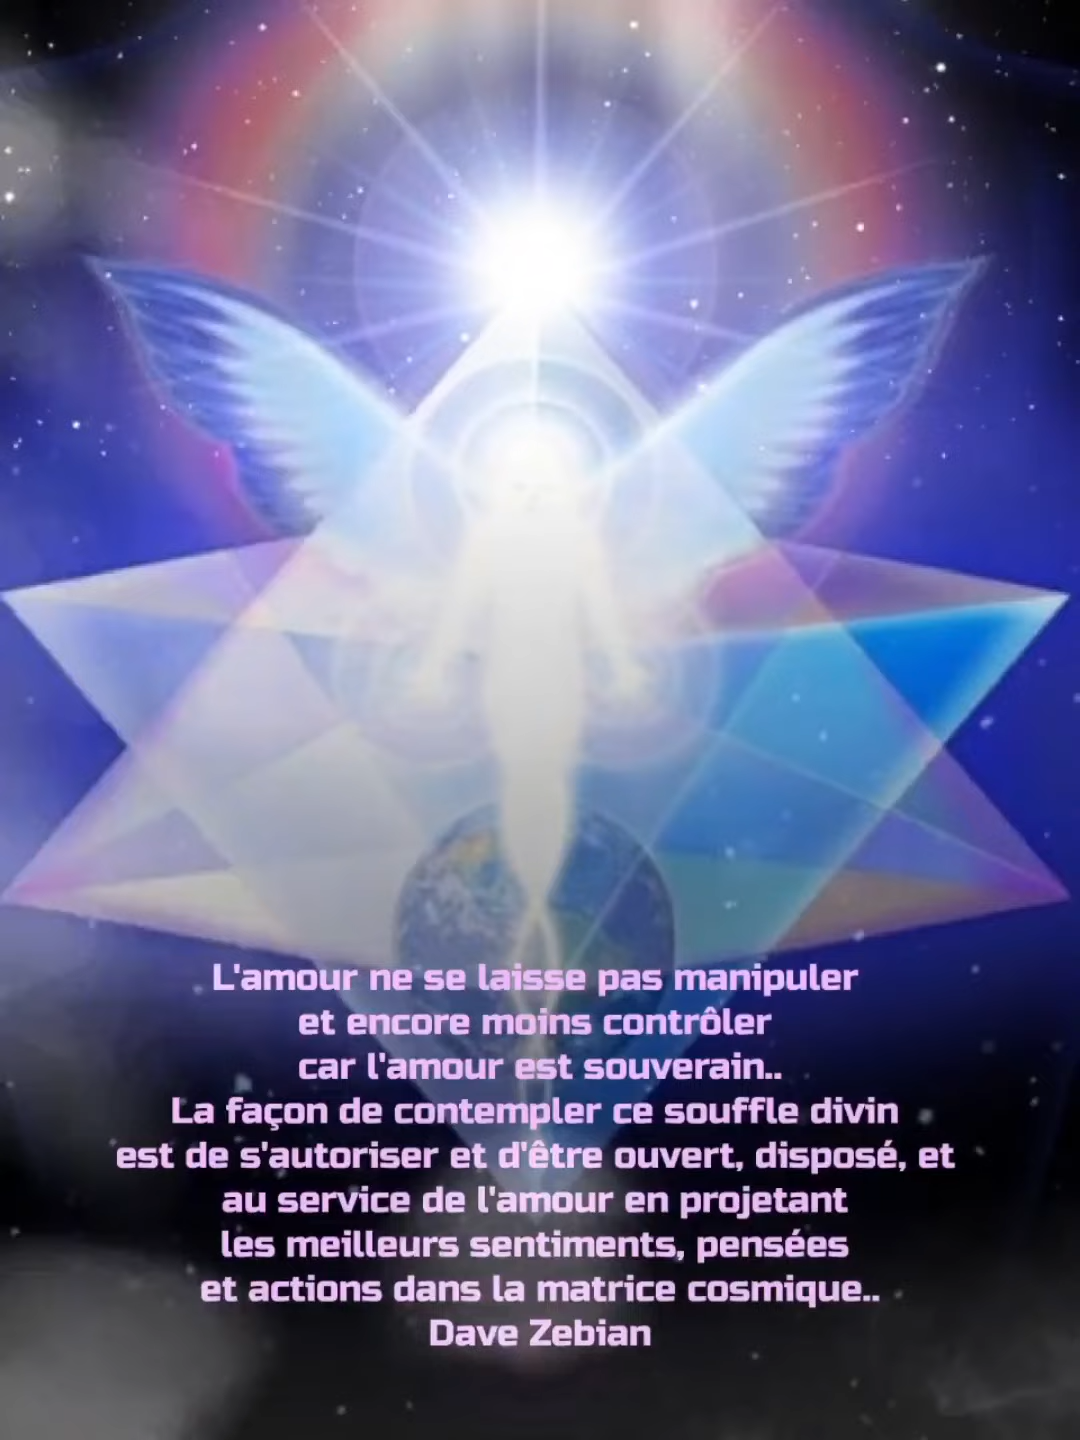 L'amour ne se laisse pas manipuler
et encore moins contrôler
car l'amour est souverain..
La façon de contempler ce souffle divin
est de s'autoriser et d'être ouvert, disposé, et
au service de l'amour en projetant
les meilleurs sentiments, pensées
et actions dans la matrice cosmique..
Dave Zebian